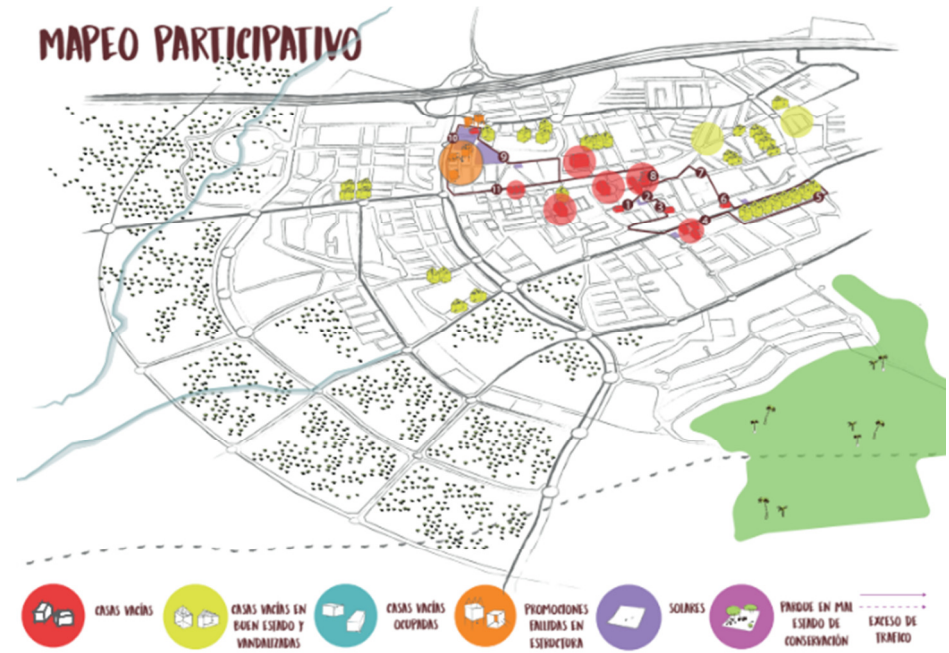 MAPEO PARTICIPATIVO
10
9
11
8
7
1
2
3
6
5
4
CASAS VACÍAS
CASAS VACÍAS EN
BUEN ESTADO Y
VANDALIZADAS
CASAS VACÍAS
OCUPADAS
PROMOCIONES
FALLIDAS EN
ESTRUCTURA
SOLARES
PARQUE EN MAL
ESTADO DE
CONSERVACIÓN
EXCESO DE
TRAFICO